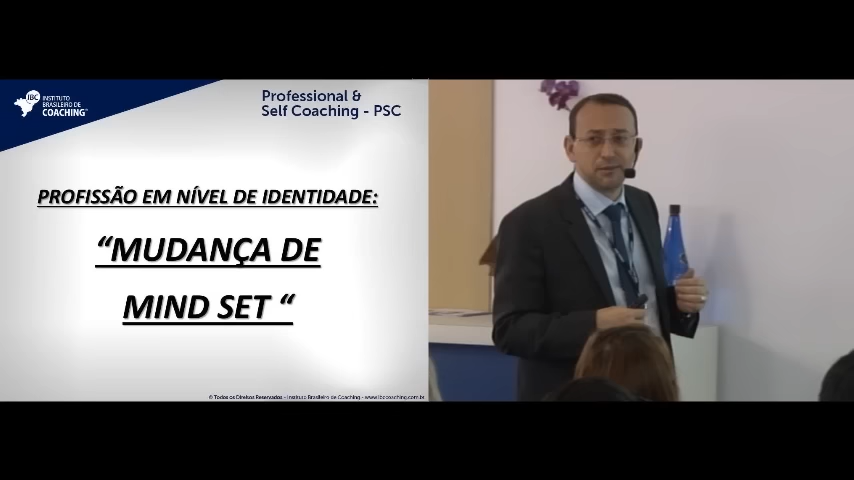 IBC
INSTITUTO
BRASILEIRO DE
COACHING
Professional &
Self Coaching - PSC
PROFISSÃO EM NÍVEL DE IDENTIDADE:
“MUDANÇA DE
MIND SET “
© Todos os Direitos Reservados – Instituto Brasileiro de Coaching - www.ibccoaching.com.br